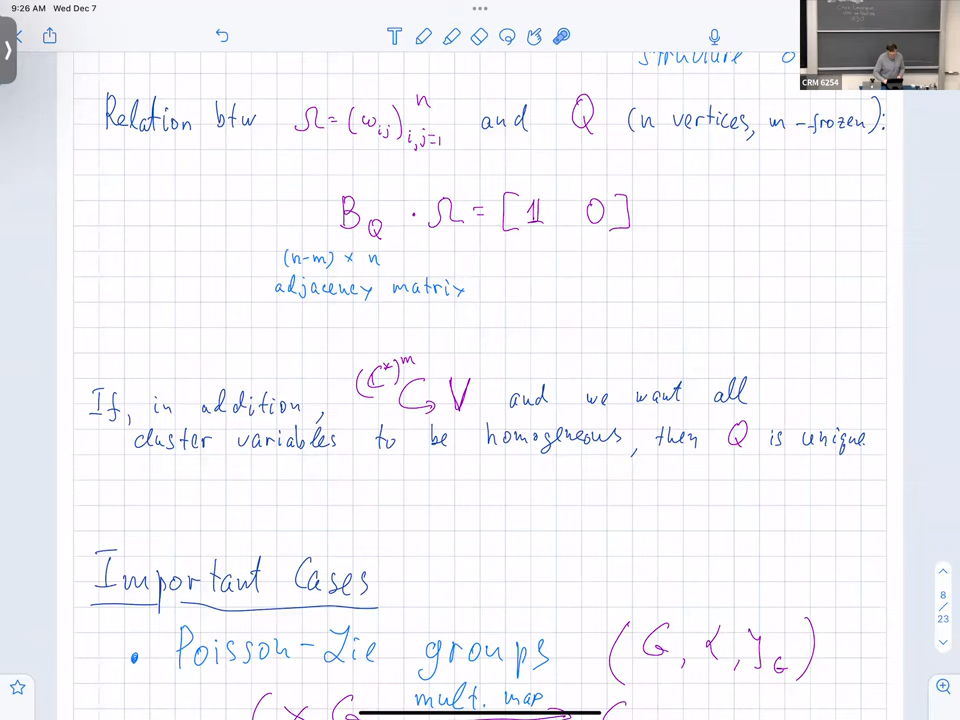 9:26 AM Wed Dec 7
structure o
CRM 6254
Relation btw Ω = (ω_ij)_{i,j=1}^n and Q (n vertices, m - frozen):
B_Q · Ω = [𝟙 0]
(n-m) × n
adjacency matrix
If, in addition, (ℂ*)^m ↪ V and we want all
cluster variables to be homogeneous, then Q is unique
Important Cases
• Poisson-Lie groups (G, {,}_G)
mult. map
8
/
23